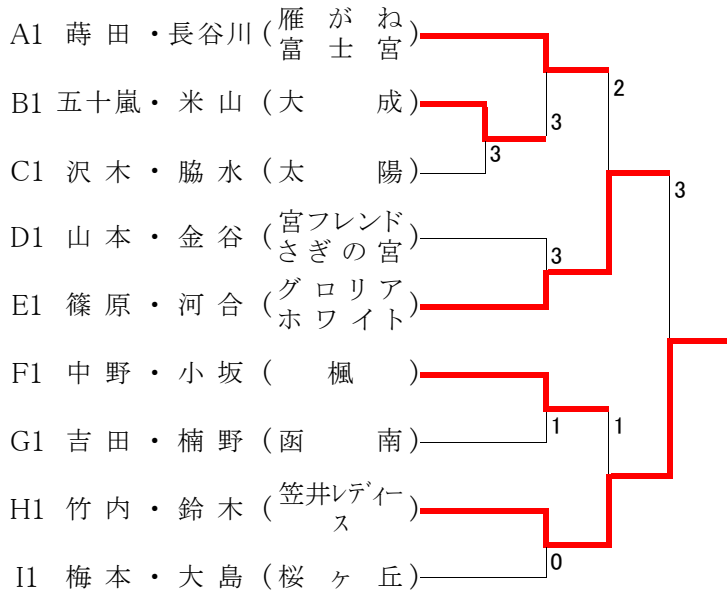 A1 蒔田・長谷川(雁がね富士宮)
2
B1 五十嵐・米山(大成)
3
3
C1 沢木・脇水(太陽)
3
D1 山本・金谷(宮フレンドさぎの宮)
3
E1 篠原・河合(グロリアホワイト)
F1 中野・小坂(楓)
1
1
G1 吉田・楠野(函南)
H1 竹内・鈴木(笠井レディース)
0
I1 梅本・大島(桜ヶ丘)